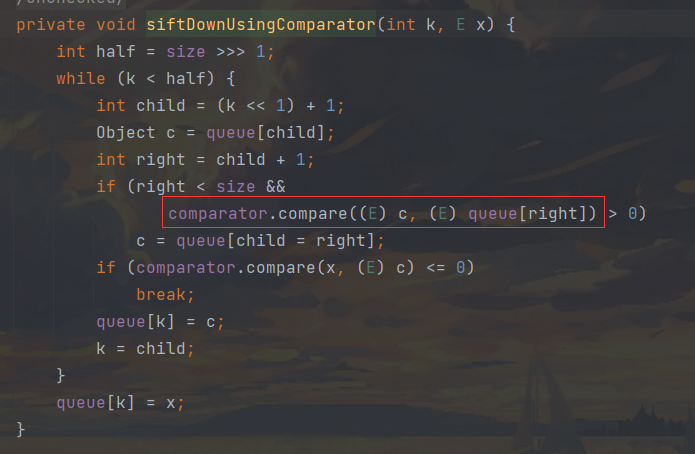 private void siftDownUsingComparator(int k, E x) {
    int half = size >>> 1;
    while (k < half) {
        int child = (k << 1) + 1;
        Object c = queue[child];
        int right = child + 1;
        if (right < size &&
                comparator.compare((E) c, (E) queue[right]) > 0)
            c = queue[child = right];
        if (comparator.compare(x, (E) c) <= 0)
            break;
        queue[k] = c;
        k = child;
    }
    queue[k] = x;
}